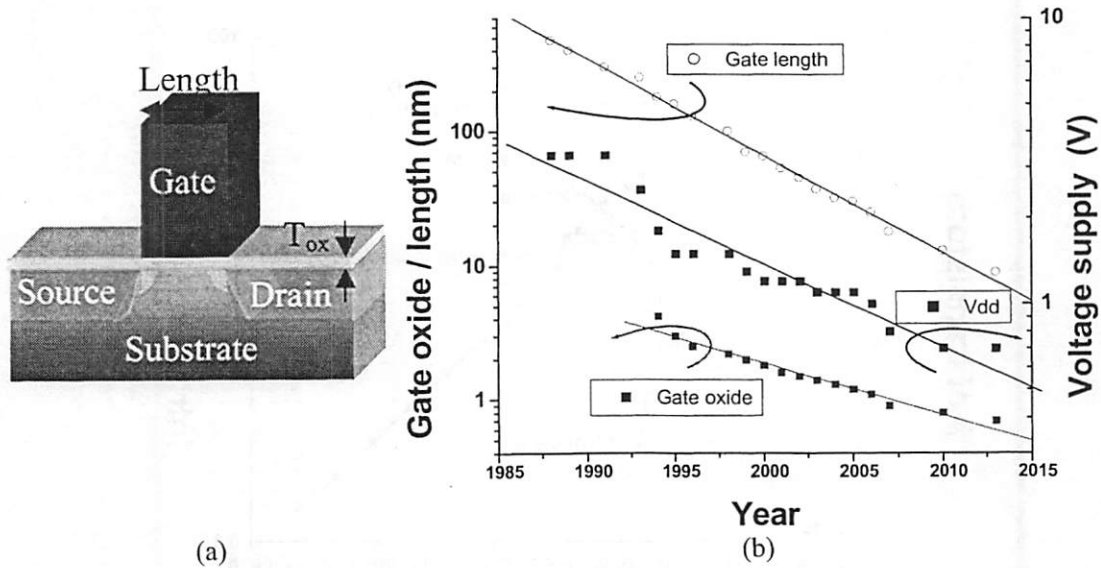 Length
Gate
T_ox
Source
Drain
Substrate
(a)
Gate oxide / length (nm)
100
10
1
Gate length
Vdd
Gate oxide
10
1
Voltage supply (V)
1985
1990
1995
2000
2005
2010
2015
Year
(b)